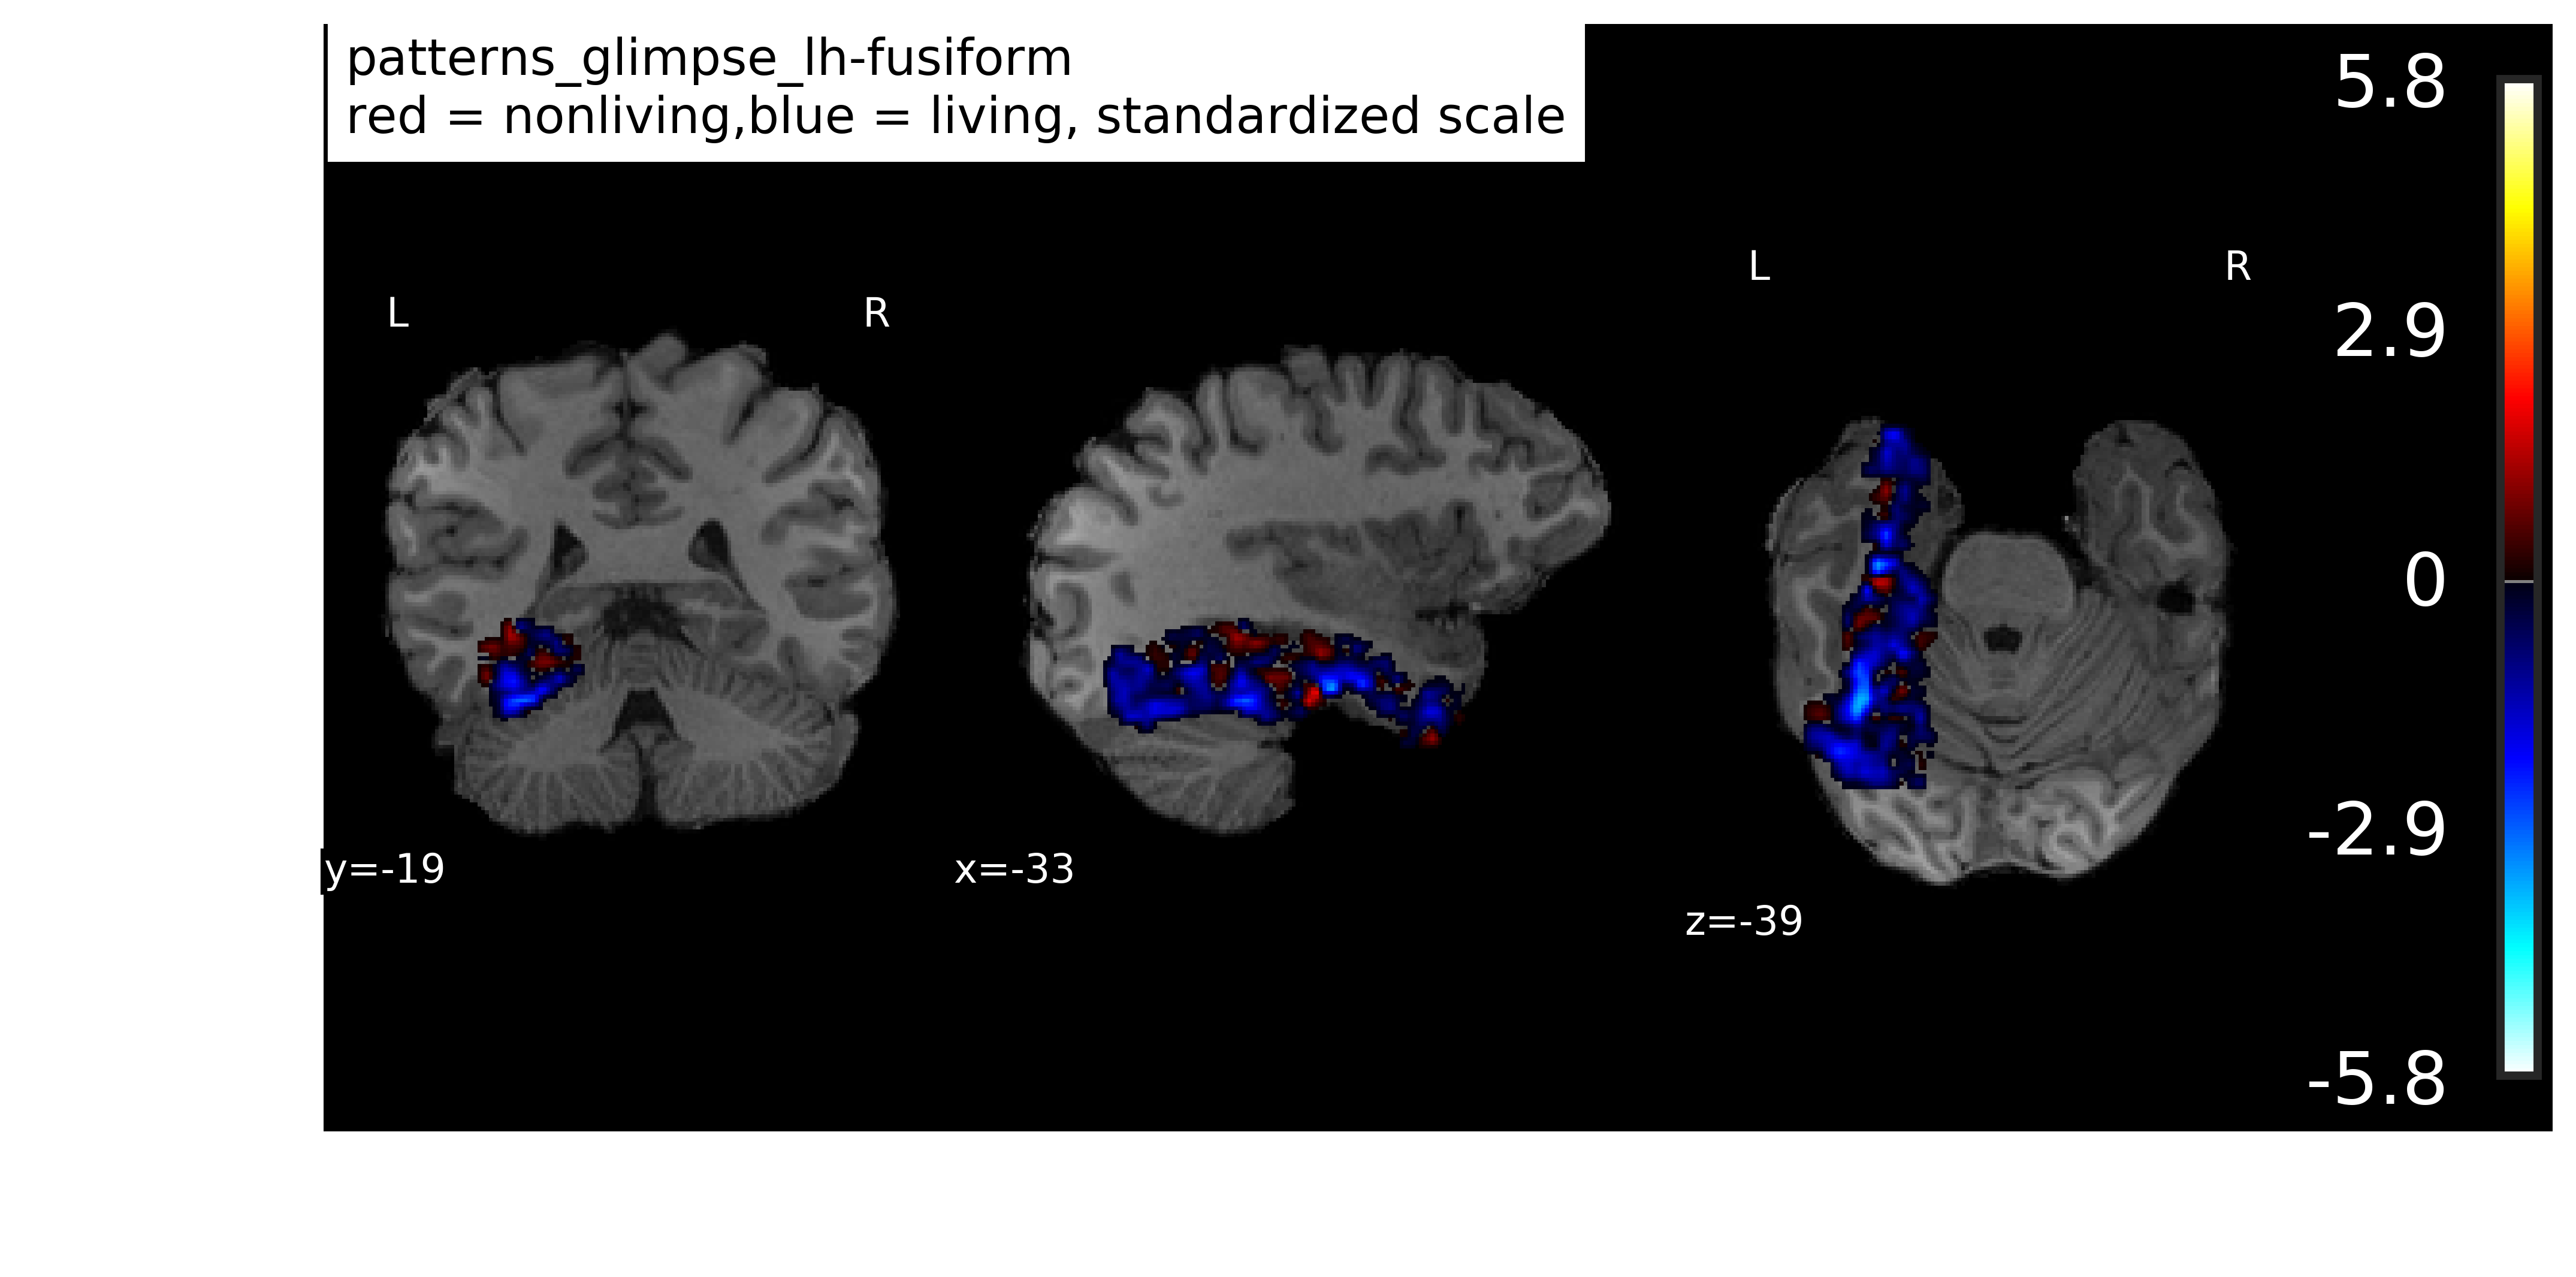 patterns_glimpse_lh-fusiform
red = nonliving,blue = living, standardized scale
L
R
L
R
y=-19
x=-33
z=-39
5.8
2.9
0
-2.9
-5.8